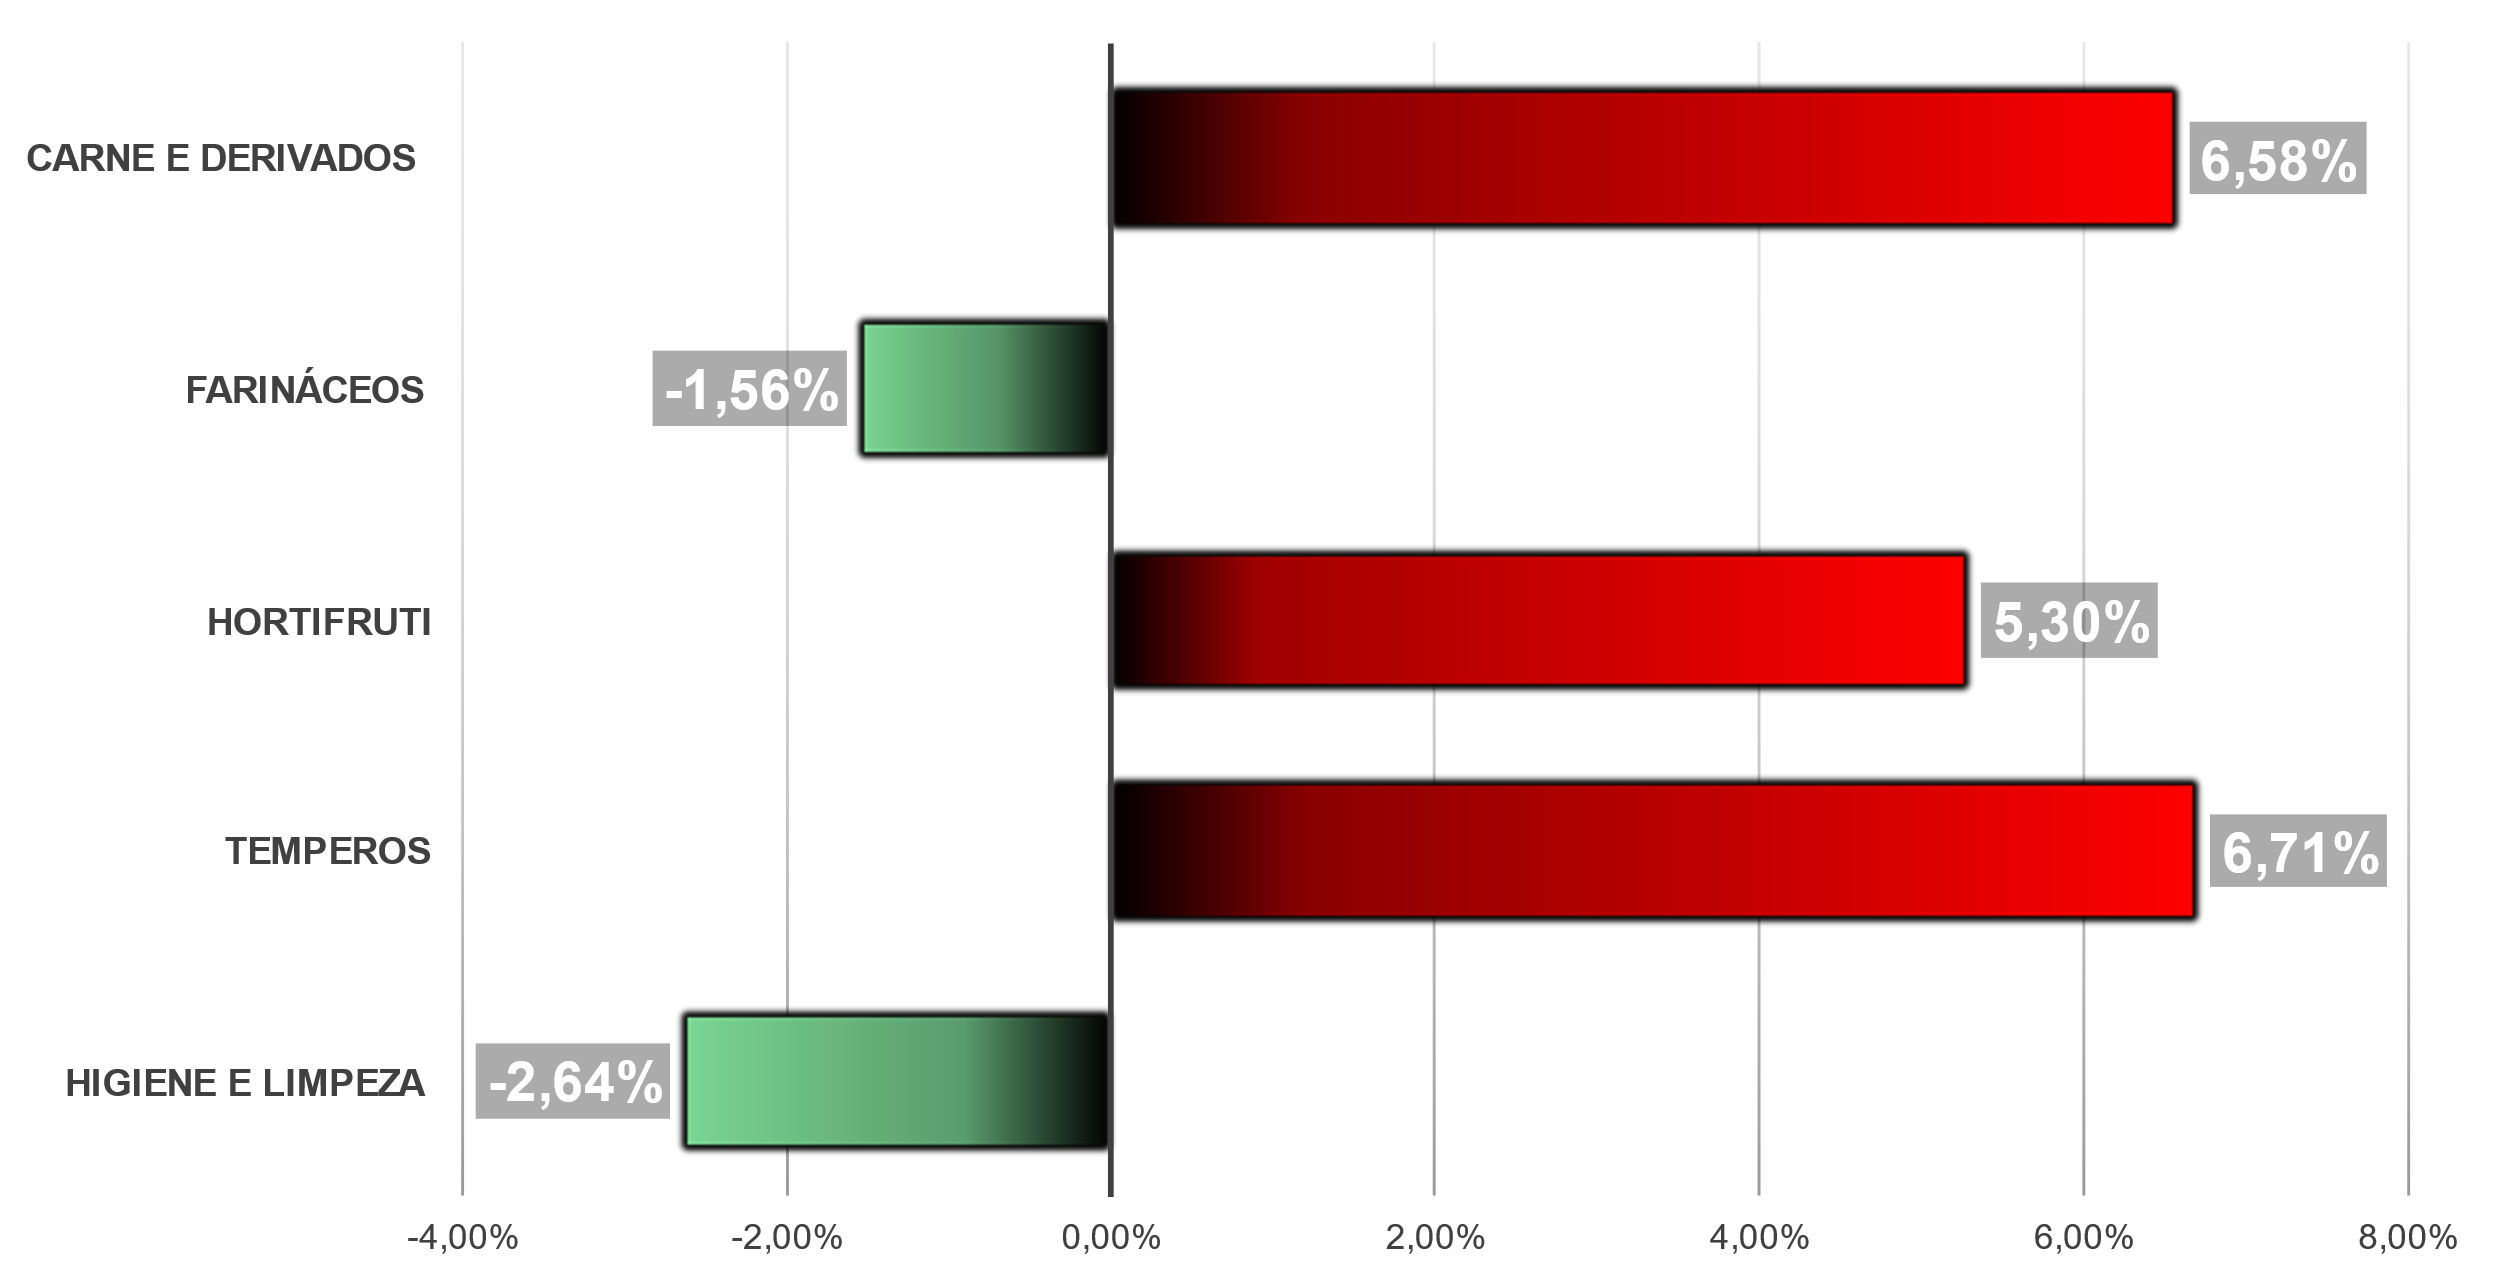 CARNE E DERIVADOS
6,58%
FARINÁCEOS
-1,56%
HORTIFRUTI
5,30%
TEMPEROS
6,71%
HIGIENE E LIMPEZA
-2,64%
-4,00% -2,00% 0,00% 2,00% 4,00% 6,00% 8,00%